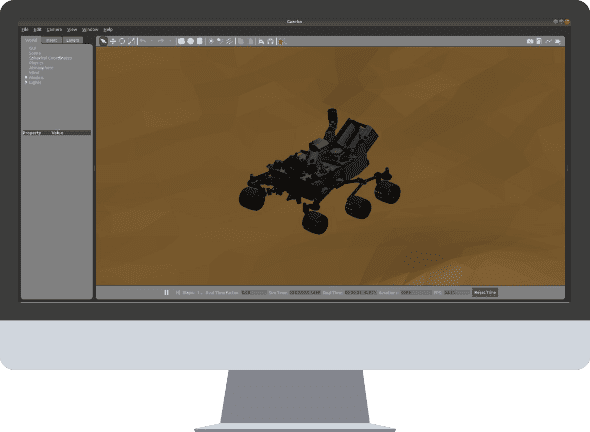 Gazebo
File Edit Camera View Window Help
World Insert Layers
GUI
Scene
Spherical Coordinates
Physics
Atmosphere
Wind
Models
Lights
Property Value
Steps: Real Time Factor: Sim Time: Real Time: Iterations: FPS: Reset Time